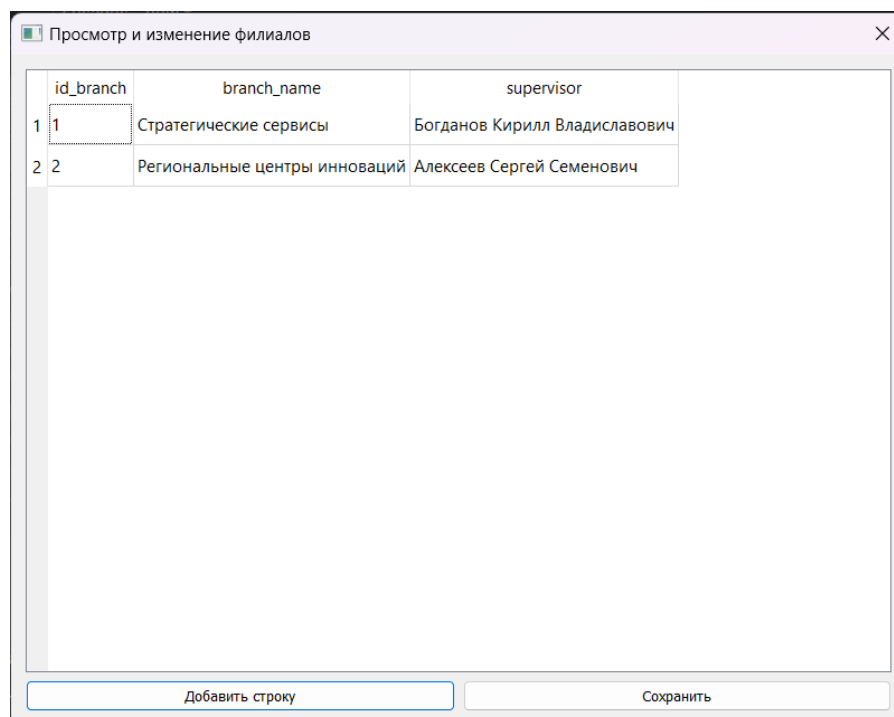 Просмотр и изменение филиалов
id_branch branch_name supervisor
1 1 Стратегические сервисы Богданов Кирилл Владиславович
2 2 Региональные центры инноваций Алексеев Сергей Семенович
Добавить строку Сохранить